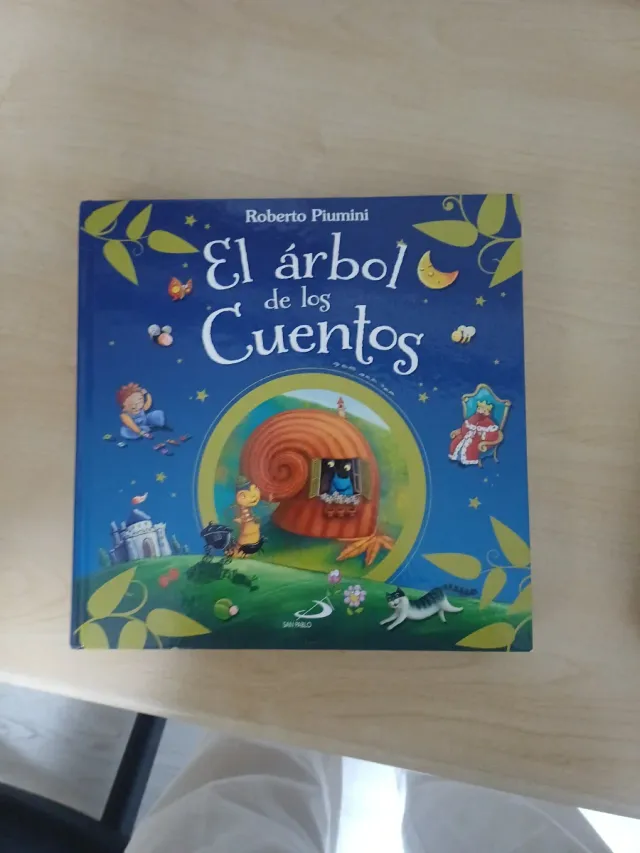 Roberto Piumini
El árbol
de los
Cuentos
SAN PABLO